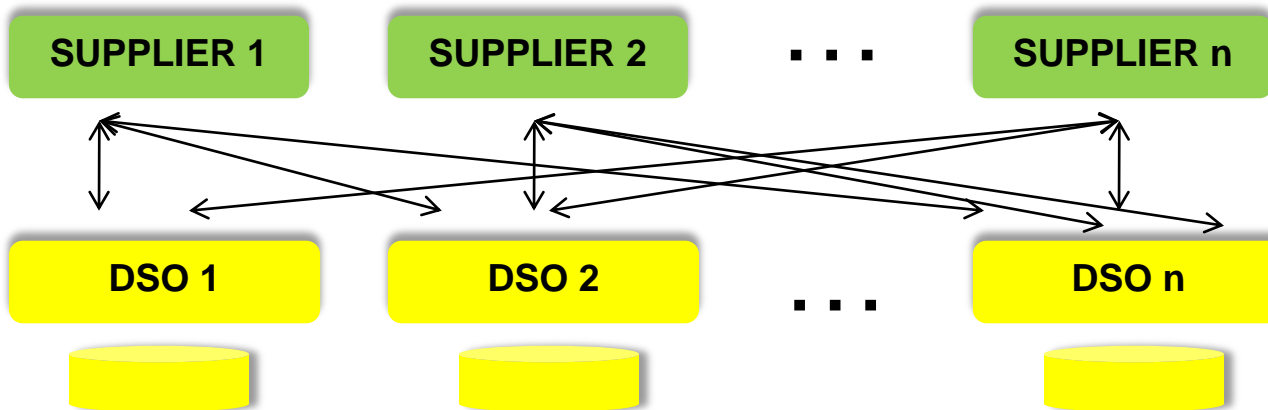 SUPPLIER 1
SUPPLIER 2
. . .
SUPPLIER n
DSO 1
DSO 2
. . .
DSO n